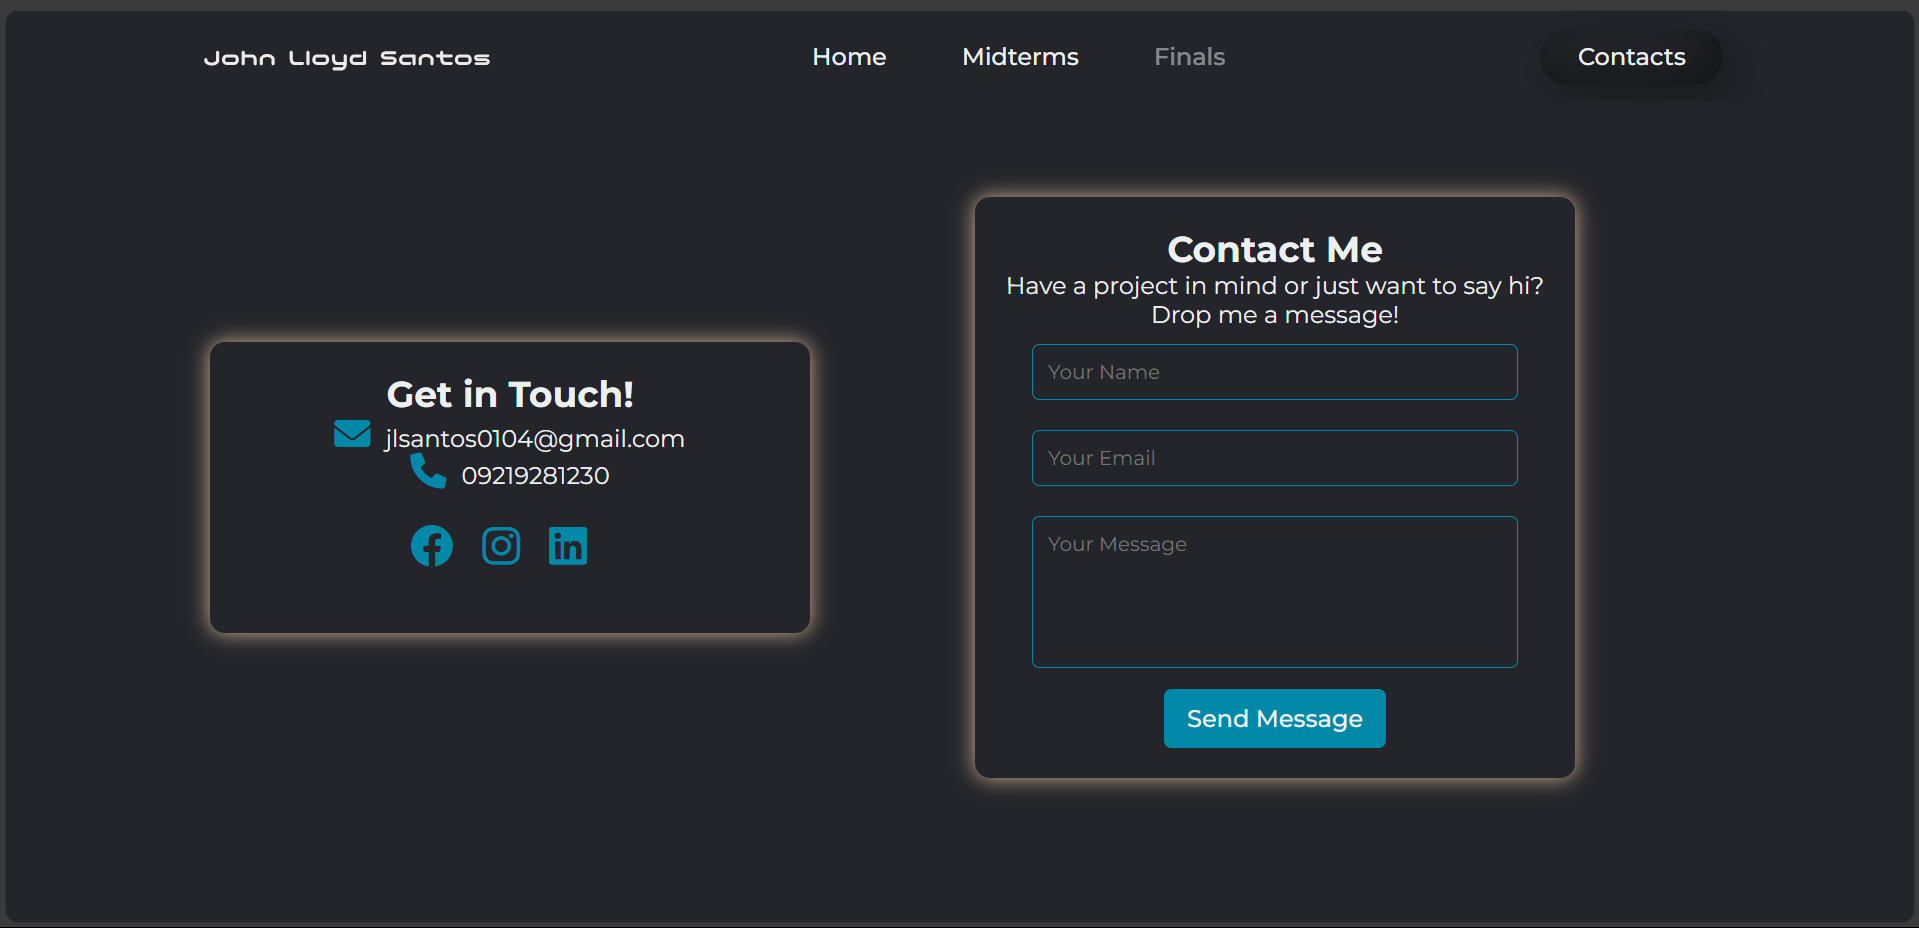 John Lloyd Santos
Home
Midterms
Finals
Contacts
Get in Touch!
jlsantos0104@gmail.com
09219281230
Contact Me
Have a project in mind or just want to say hi?
Drop me a message!
Your Name
Your Email
Your Message
Send Message